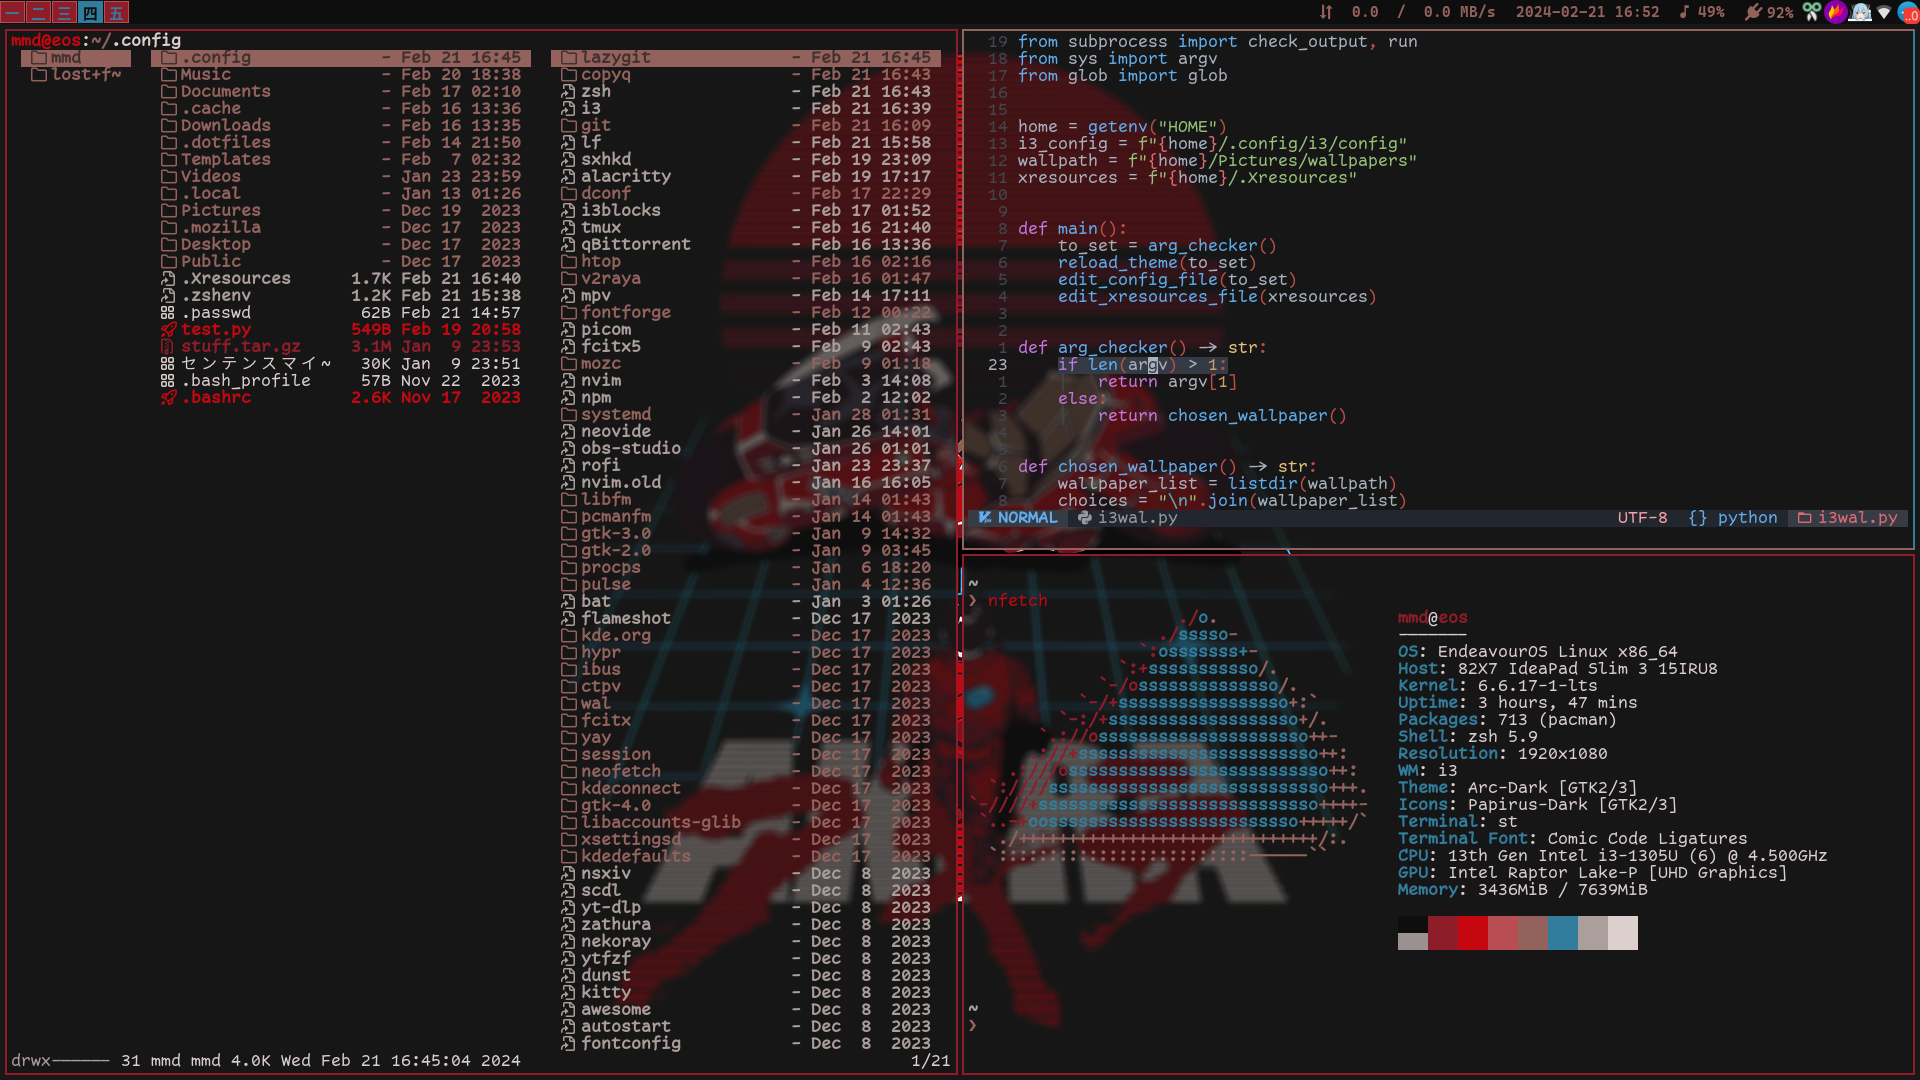 一 二 三 四 五
0.0 / 0.0 MB/s 2024-02-21 16:52 49% 92%
mmd@eos:~/.config
mmd
lost+f~
.config - Feb 21 16:45
Music - Feb 20 18:38
Documents - Feb 17 02:10
.cache - Feb 16 13:36
Downloads - Feb 16 13:35
.dotfiles - Feb 14 21:50
Templates - Feb 7 02:32
Videos - Jan 23 23:59
.local - Jan 13 01:26
Pictures - Dec 19 2023
.mozilla - Dec 17 2023
Desktop - Dec 17 2023
Public - Dec 17 2023
.Xresources 1.7K Feb 21 16:40
.zshenv 1.2K Feb 21 15:38
.passwd 62B Feb 21 14:57
test.py 549B Feb 19 20:58
stuff.tar.gz 3.1M Jan 9 23:53
センテンスマイ~ 30K Jan 9 23:51
.bash_profile 57B Nov 22 2023
.bashrc 2.6K Nov 17 2023
lazygit - Feb 21 16:45
copyq - Feb 21 16:43
zsh - Feb 21 16:43
i3 - Feb 21 16:39
git - Feb 21 16:09
lf - Feb 21 15:58
sxhkd - Feb 19 23:09
alacritty - Feb 19 17:17
dconf - Feb 17 22:29
i3blocks - Feb 17 01:52
tmux - Feb 16 21:40
qBittorrent - Feb 16 13:36
htop - Feb 16 02:16
v2raya - Feb 16 01:47
mpv - Feb 14 17:11
fontforge - Feb 12 00:22
picom - Feb 11 02:43
fcitx5 - Feb 9 02:43
mozc - Feb 9 01:18
nvim - Feb 3 14:08
npm - Feb 2 12:02
systemd - Jan 28 01:31
neovide - Jan 26 14:01
obs-studio - Jan 26 01:01
rofi - Jan 23 23:37
nvim.old - Jan 16 16:05
libfm - Jan 14 01:43
pcmanfm - Jan 14 01:43
gtk-3.0 - Jan 9 14:32
gtk-2.0 - Jan 9 03:45
procps - Jan 6 18:20
pulse - Jan 4 12:36
bat - Jan 3 01:26
flameshot - Dec 17 2023
kde.org - Dec 17 2023
hypr - Dec 17 2023
ibus - Dec 17 2023
ctpv - Dec 17 2023
wal - Dec 17 2023
fcitx - Dec 17 2023
yay - Dec 17 2023
session - Dec 17 2023
neofetch - Dec 17 2023
kdeconnect - Dec 17 2023
gtk-4.0 - Dec 17 2023
libaccounts-glib - Dec 17 2023
xsettingsd - Dec 17 2023
kdedefaults - Dec 17 2023
nsxiv - Dec 8 2023
scdl - Dec 8 2023
yt-dlp - Dec 8 2023
zathura - Dec 8 2023
nekoray - Dec 8 2023
ytfzf - Dec 8 2023
dunst - Dec 8 2023
kitty - Dec 8 2023
awesome - Dec 8 2023
autostart - Dec 8 2023
fontconfig - Dec 8 2023
drwx------ 31 mmd mmd 4.0K Wed Feb 21 16:45:04 2024 1/21
19 from subprocess import check_output, run
18 from sys import argv
17 from glob import glob
16
15
14 home = getenv("HOME")
13 i3_config = f"{home}/.config/i3/config"
12 wallpath = f"{home}/Pictures/wallpapers"
11 xresources = f"{home}/.Xresources"
10
9
8 def main():
7 to_set = arg_checker()
6 reload_theme(to_set)
5 edit_config_file(to_set)
4 edit_xresources_file(xresources)
3
2
1 def arg_checker() -> str:
23 if len(argv) > 1:
1 return argv[1]
2 else:
3 return chosen_wallpaper()
4
5
6 def chosen_wallpaper() -> str:
7 wallpaper_list = listdir(wallpath)
8 choices = "\n".join(wallpaper_list)
NORMAL i3wal.py UTF-8 {} python i3wal.py
~
❯ nfetch
mmd@eos
-------
OS: EndeavourOS Linux x86_64
Host: 82X7 IdeaPad Slim 3 15IRU8
Kernel: 6.6.17-1-lts
Uptime: 3 hours, 47 mins
Packages: 713 (pacman)
Shell: zsh 5.9
Resolution: 1920x1080
WM: i3
Theme: Arc-Dark [GTK2/3]
Icons: Papirus-Dark [GTK2/3]
Terminal: st
Terminal Font: Comic Code Ligatures
CPU: 13th Gen Intel i3-1305U (6) @ 4.500GHz
GPU: Intel Raptor Lake-P [UHD Graphics]
Memory: 3436MiB / 7639MiB
~
❯